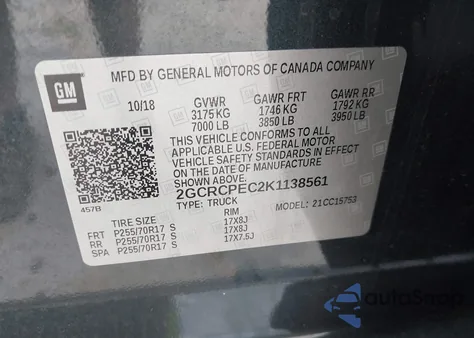 GM
MFD BY GENERAL MOTORS OF CANADA COMPANY
10/18 GVWR GAWR FRT GAWR RR
3175 KG 1746 KG 1792 KG
7000 LB 3850 LB 3950 LB
THIS VEHICLE CONFORMS TO ALL
APPLICABLE U.S. FEDERAL MOTOR
VEHICLE SAFETY STANDARDS IN
EFFECT ON THE DATE OF
MANUFACTURE SHOWN ABOVE.
2GCRCPEC2K1138561
TYPE: TRUCK MODEL: 21CC15753
457B
TIRE SIZE RIM
FRT P255/70R17 S 17X8J
RR P255/70R17 S 17X8J
SPA P255/70R17 S 17X7.5J
autoSnap